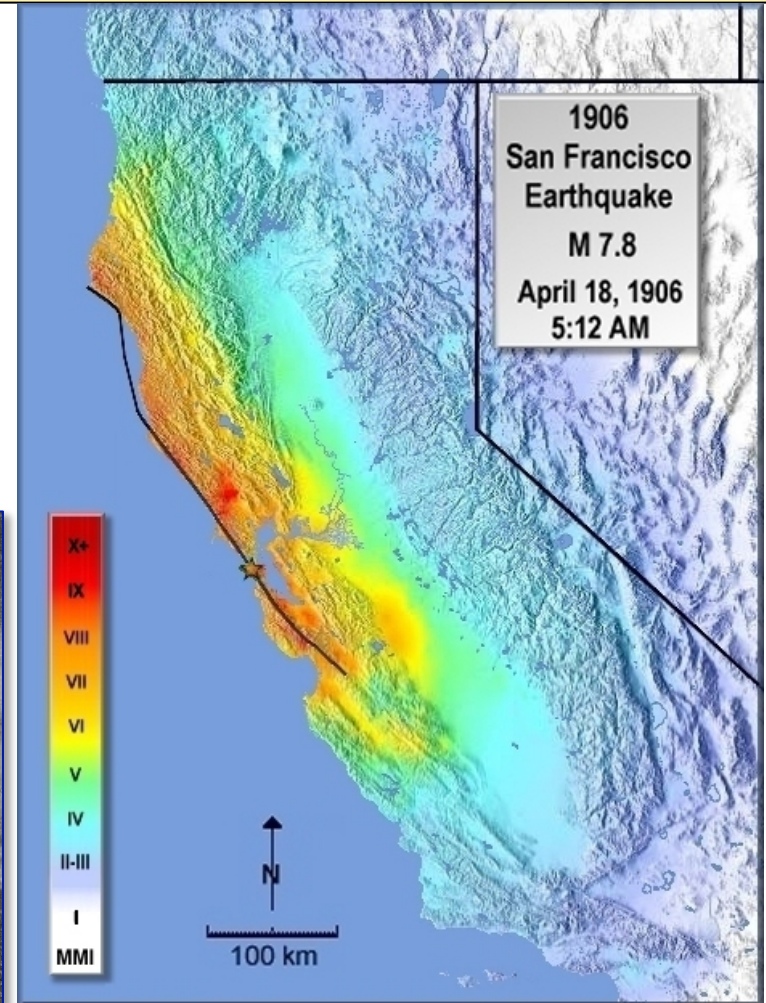 1906
San Francisco
Earthquake
M 7.8
April 18, 1906
5:12 AM
X+
IX
VIII
VII
VI
V
IV
II-III
I
MMI
N
100 km